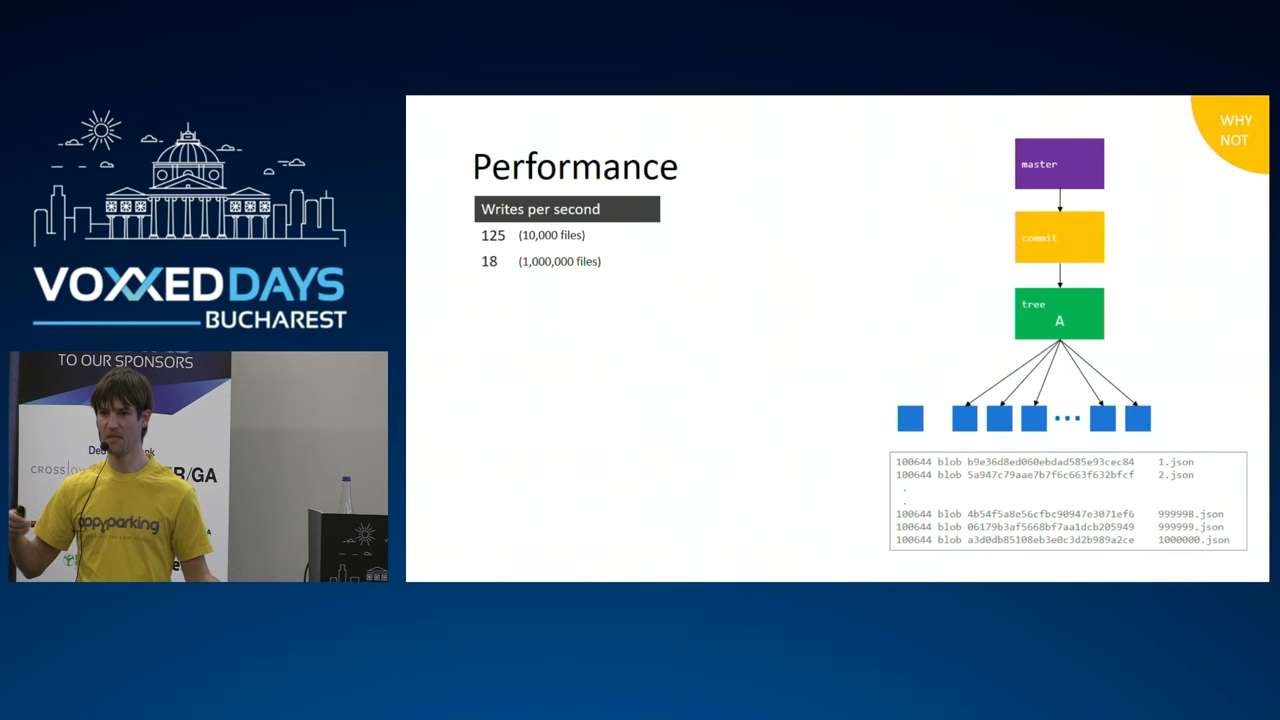 VOXXED DAYS
BUCHAREST
TO OUR SPONSORS
appyparking
Performance
Writes per second
125 (10,000 files)
18 (1,000,000 files)
WHY
NOT
master
commit
tree
A
100644 blob b9e36d8ed060ebdad585e93cec84 1.json
100644 blob 5a947c79aae7b7f6c663f632bfcf 2.json
.
.
100644 blob 4b54f5a8e56cfbc90947e3071ef6 999998.json
100644 blob 06179b3af5668bf7aa1dcb205949 999999.json
100644 blob a3d0db85108eb3e0c3d2b989a2ce 1000000.json